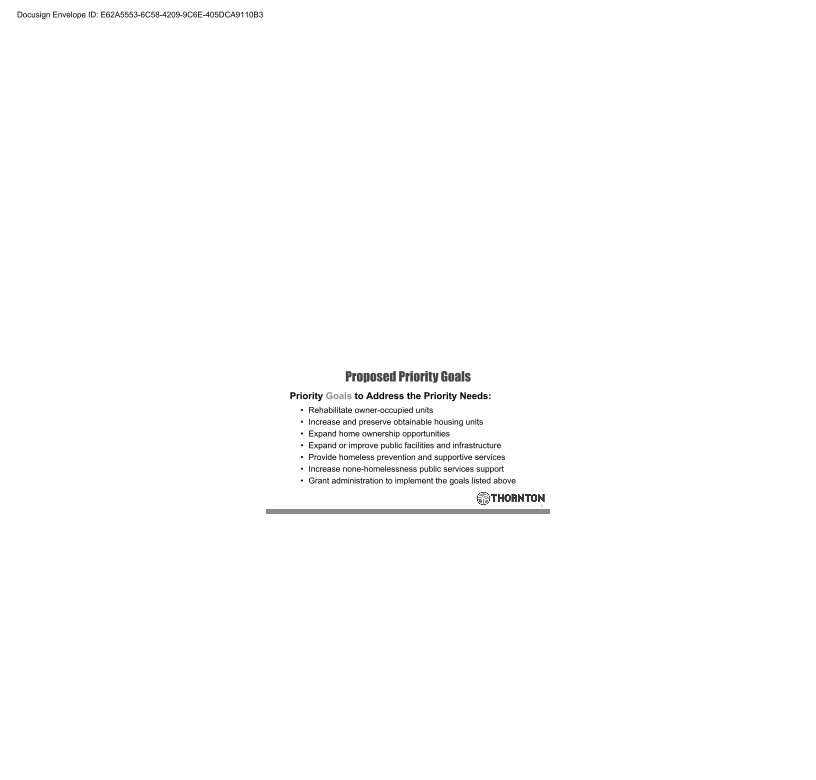 Docusign Envelope ID: E62A5553-6C58-4209-9C6E-405DCA9110B3
Proposed Priority Goals
Priority Goals to Address the Priority Needs:
• Rehabilitate owner-occupied units
• Increase and preserve obtainable housing units
• Expand home ownership opportunities
• Expand or improve public facilities and infrastructure
• Provide homeless prevention and supportive services
• Increase none-homelessness public services support
• Grant administration to implement the goals listed above
THORNTON